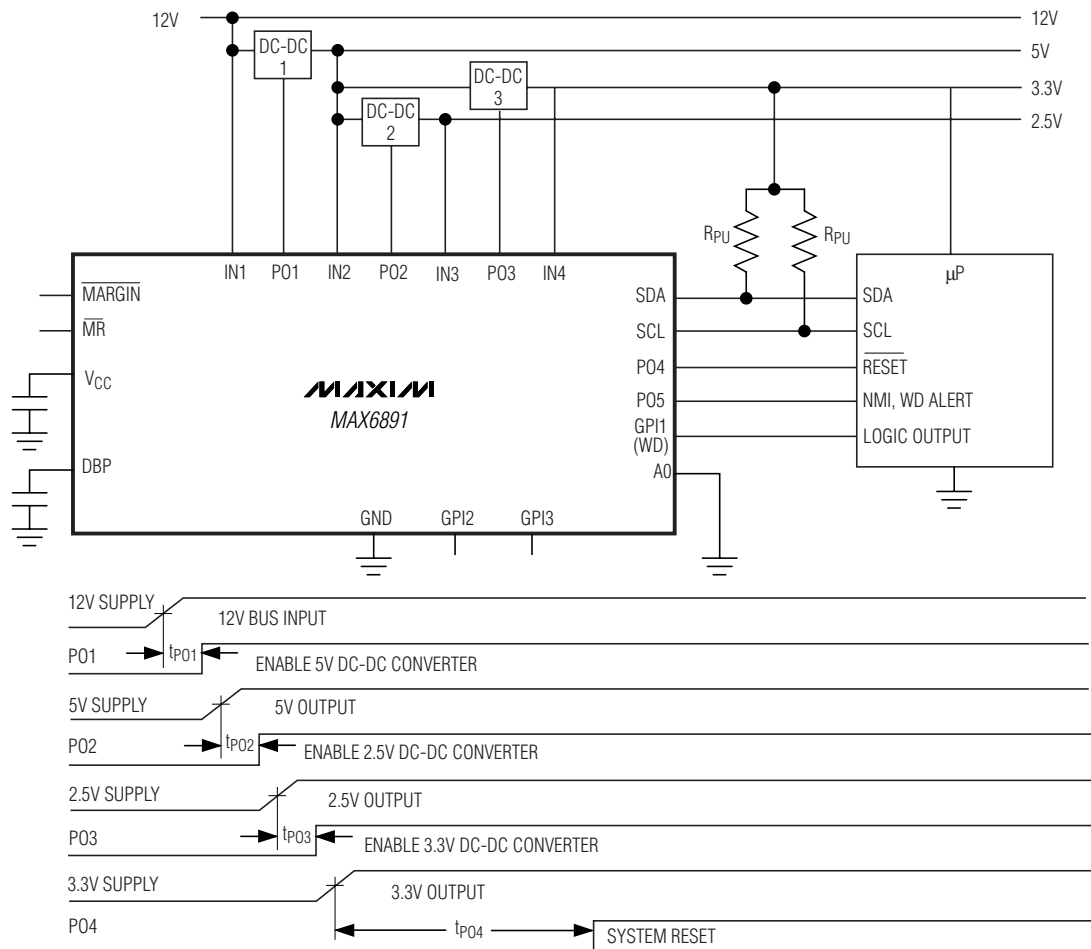 12V 12V
DC-DC 1 5V
DC-DC 3 3.3V
DC-DC 2 2.5V
RPU RPU
IN1 PO1 IN2 PO2 IN3 PO3 IN4 μP
MARGIN SDA SDA
MR SCL SCL
VCC PO4 RESET
MAXIM
MAX6891 PO5 NMI, WD ALERT
GPI1 (WD) LOGIC OUTPUT
DBP A0
GND GPI2 GPI3
12V SUPPLY 12V BUS INPUT
PO1 tPO1 ENABLE 5V DC-DC CONVERTER
5V SUPPLY 5V OUTPUT
PO2 tPO2 ENABLE 2.5V DC-DC CONVERTER
2.5V SUPPLY 2.5V OUTPUT
PO3 tPO3 ENABLE 3.3V DC-DC CONVERTER
3.3V SUPPLY 3.3V OUTPUT
PO4 tPO4 SYSTEM RESET